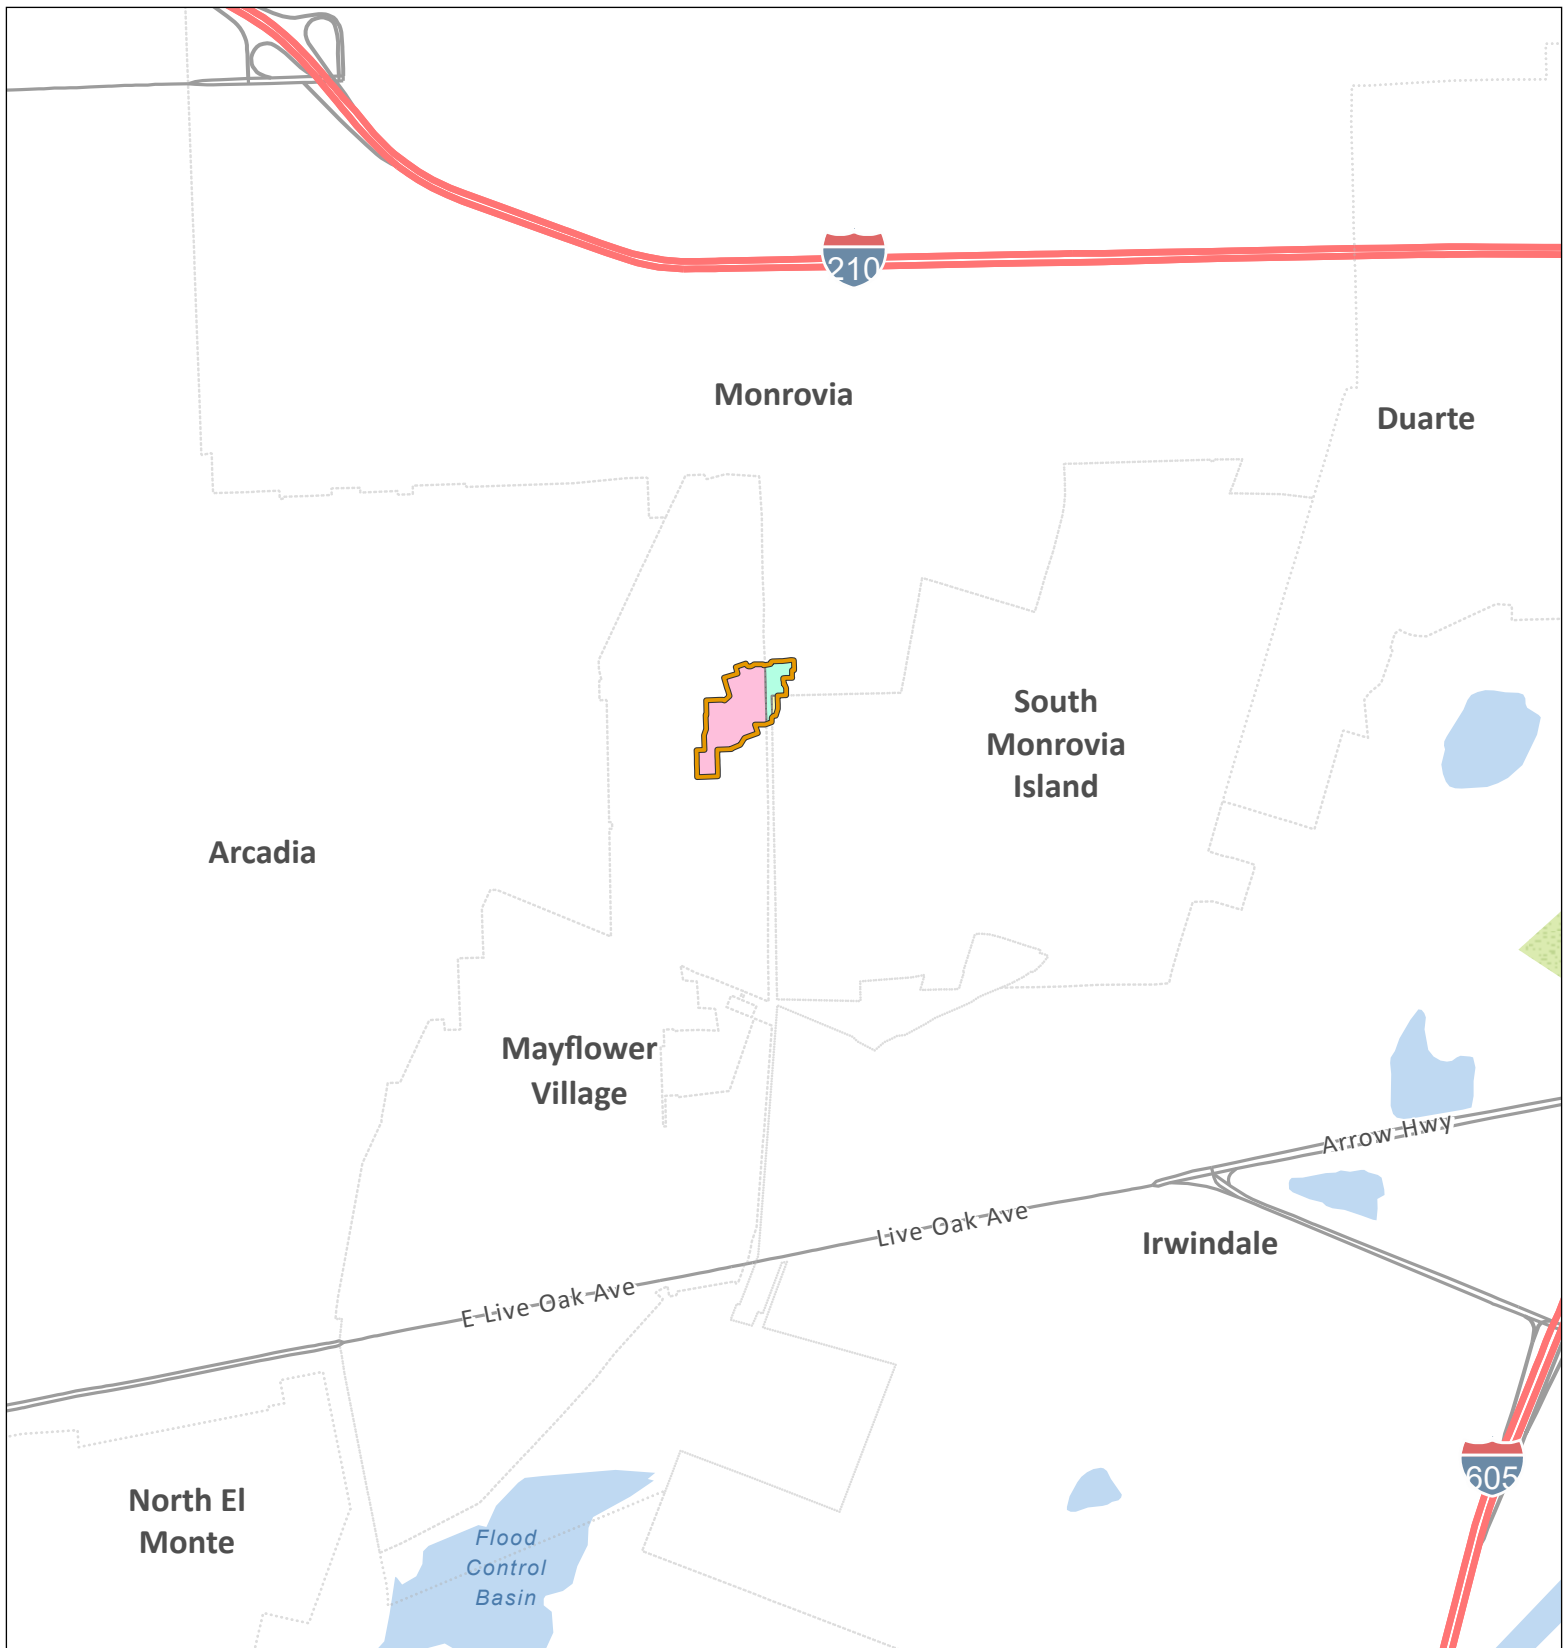 210
Monrovia
Duarte
South
Monrovia
Island
Arcadia
Mayflower
Village
Arrow Hwy
Live Oak Ave
Irwindale
E Live Oak Ave
605
North El
Monte
Flood
Control
Basin